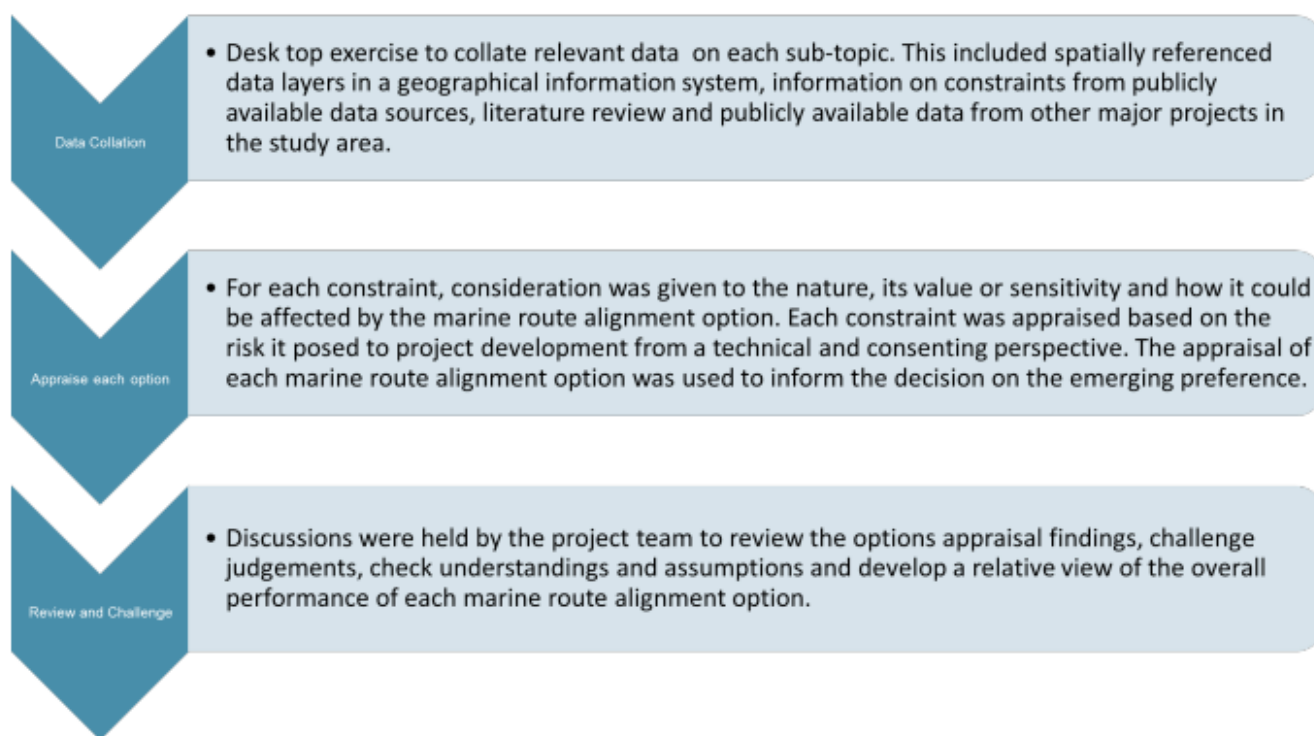 • Desk top exercise to collate relevant data on each sub-topic. This included spatially referenced
data layers in a geographical information system, information on constraints from publicly
available data sources, literature review and publicly available data from other major projects in
the study area.
Data Collation
• For each constraint, consideration was given to the nature, its value or sensitivity and how it could
be affected by the marine route alignment option. Each constraint was appraised based on the
risk it posed to project development from a technical and consenting perspective. The appraisal of
each marine route alignment option was used to inform the decision on the emerging preference.
Appraise each option
• Discussions were held by the project team to review the options appraisal findings, challenge
judgements, check understandings and assumptions and develop a relative view of the overall
performance of each marine route alignment option.
Review and Challenge